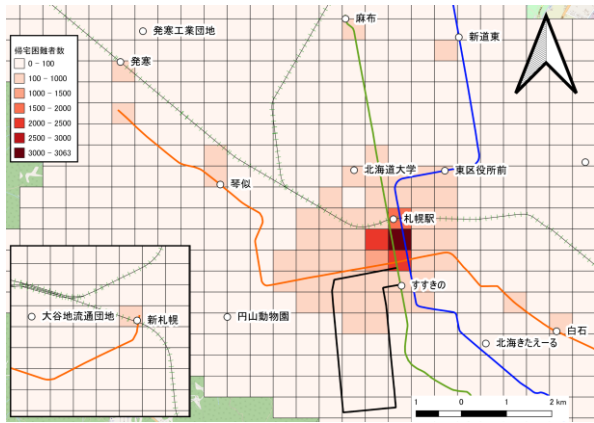 麻布
発寒工業団地
新道東
帰宅困難者数
0 - 100
100 - 1000
1000 - 1500
1500 - 2000
2000 - 2500
2500 - 3000
3000 - 3063
発寒
北海道大学
東区役所前
琴似
札幌駅
すすきの
大谷地流通団地
新札幌
円山動物園
白石
北海きたえーる
1 0 1 2 km